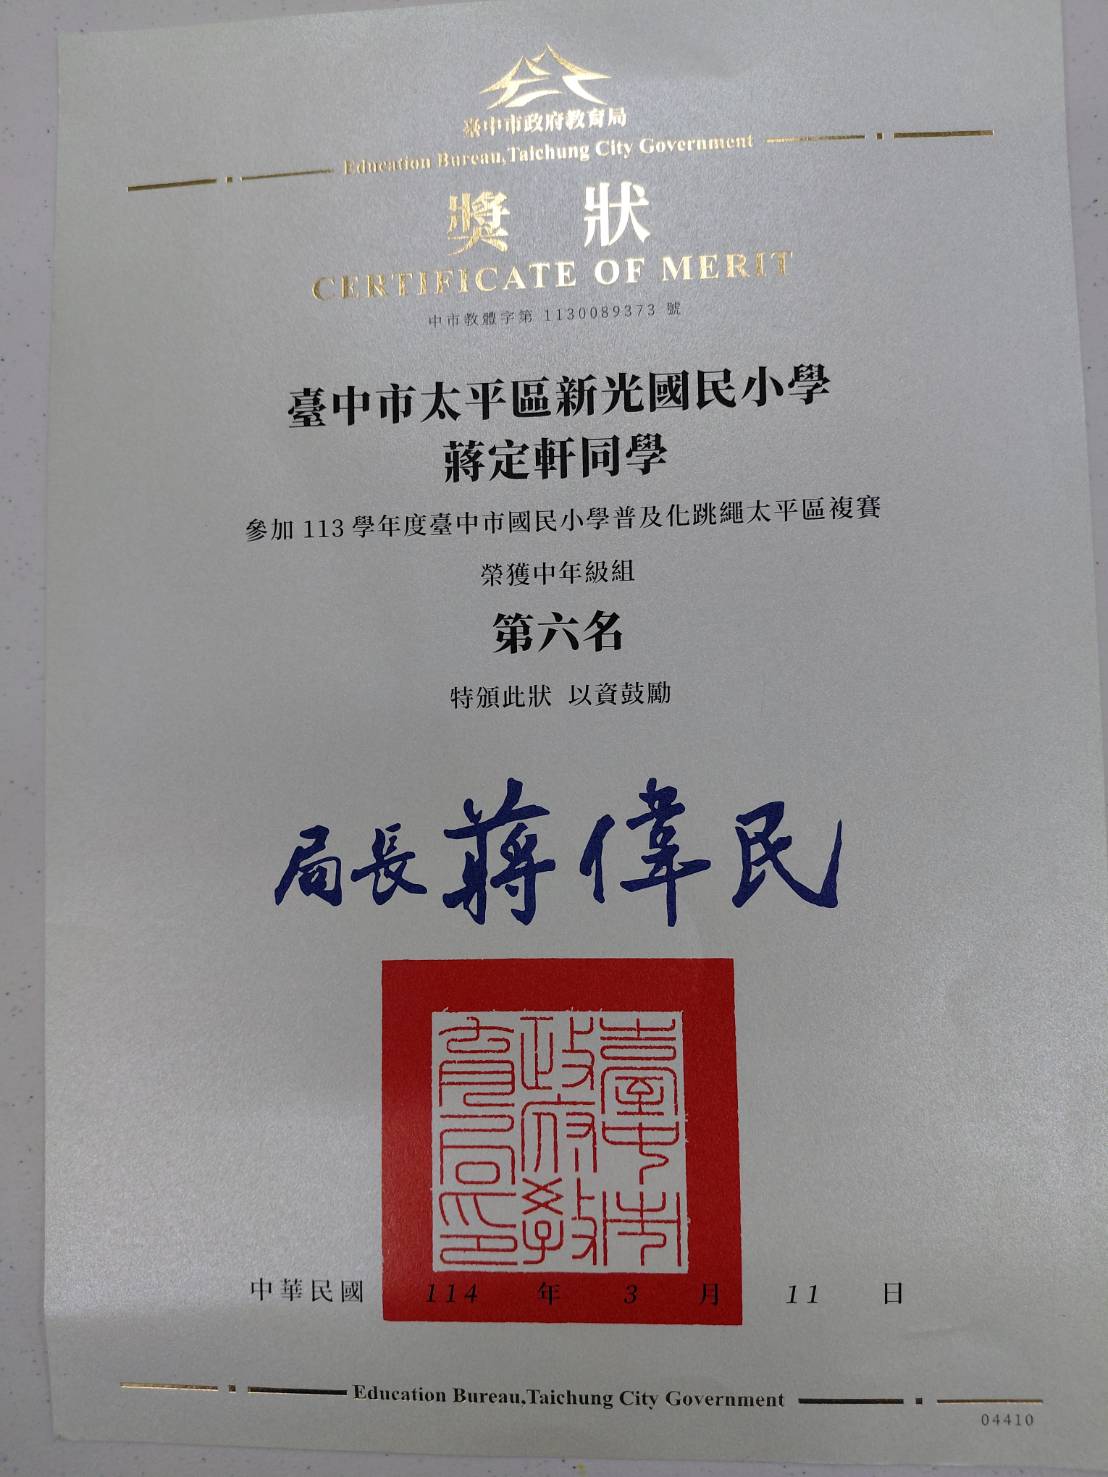 臺中市政府教育局
Education Bureau,Taichung City Government
獎狀
CERTIFICATE OF MERIT
中市教體字第 1130089373 號
臺中市太平區新光國民小學
蔣定軒同學
參加 113 學年度臺中市國民小學普及化跳繩太平區複賽
榮獲中年級組
第六名
特頒此狀 以資鼓勵
局長蔣偉民
臺中市政府教育局印
中華民國 114 年 3 月 11 日
Education Bureau,Taichung City Government
04410